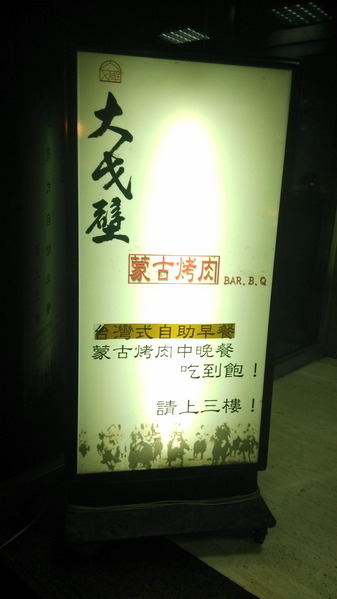 大戈壁
蒙古烤肉 BAR.B.Q
台灣式自助早餐
蒙古烤肉中晚餐
吃到飽！
請上三樓！